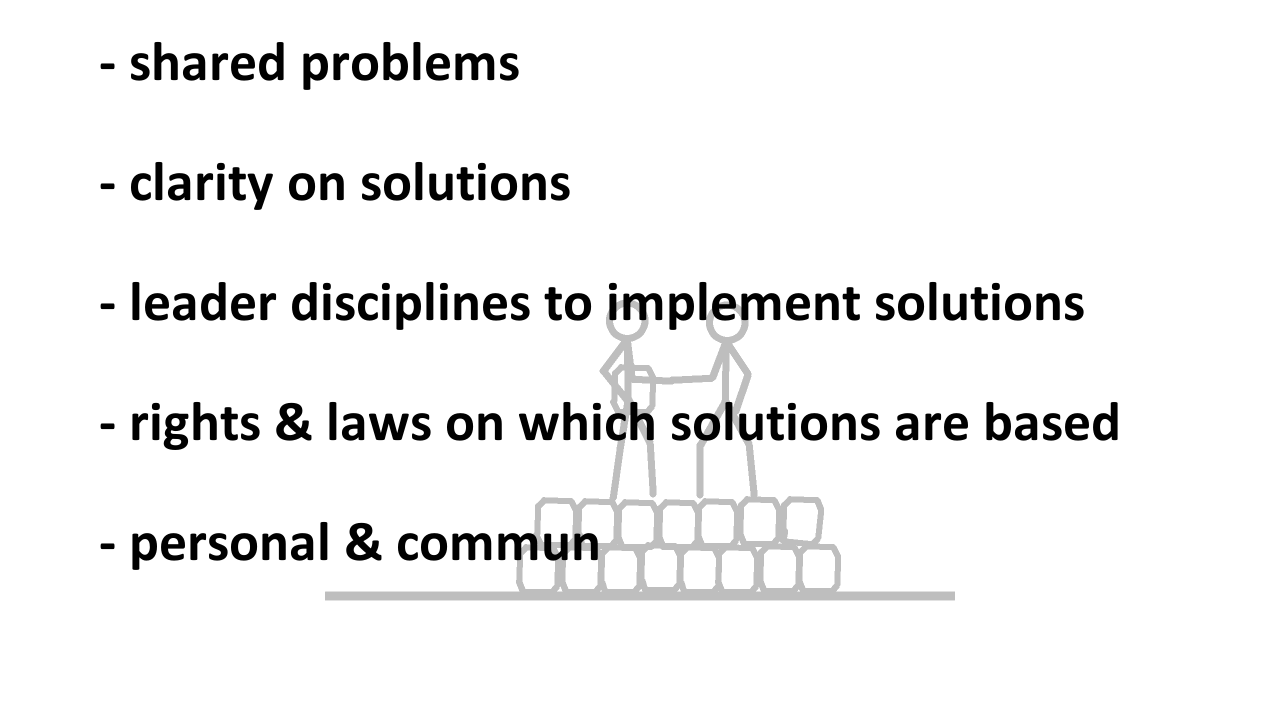 - shared problems
- clarity on solutions
- leader disciplines to implement solutions
- rights & laws on which solutions are based
- personal & commun